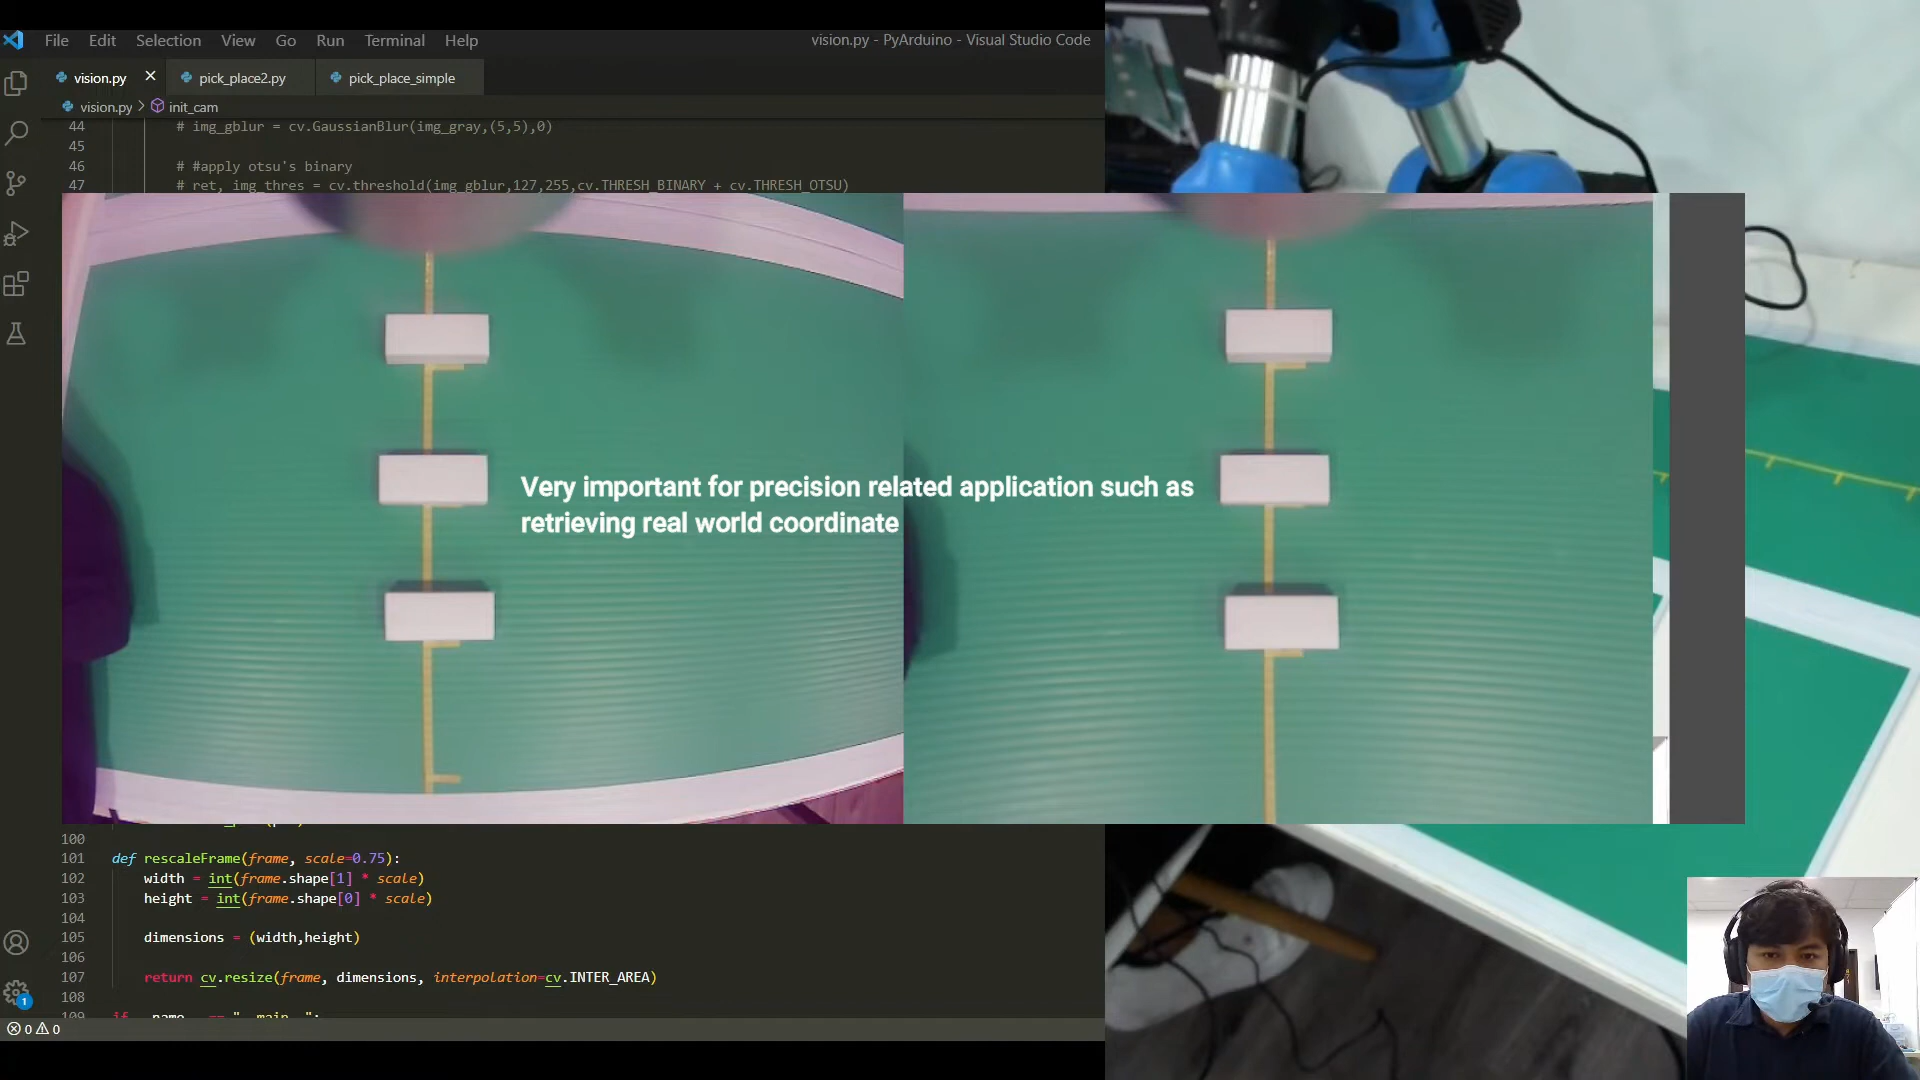 File Edit Selection View Go Run Terminal Help
vision.py - PyArduino - Visual Studio Code
vision.py pick_place2.py pick_place_simple
vision.py > init_cam
44 # img_gblur = cv.GaussianBlur(img_gray,(5,5),0)
45
46 # #apply otsu's binary
47 # ret, img_thres = cv.threshold(img_gblur,127,255,cv.THRESH_BINARY + cv.THRESH_OTSU)
Very important for precision related application such as
retrieving real world coordinate
100
101 def rescaleFrame(frame, scale=0.75):
102 width = int(frame.shape[1] * scale)
103 height = int(frame.shape[0] * scale)
104
105 dimensions = (width,height)
106
107 return cv.resize(frame, dimensions, interpolation=cv.INTER_AREA)
108
1
0 0